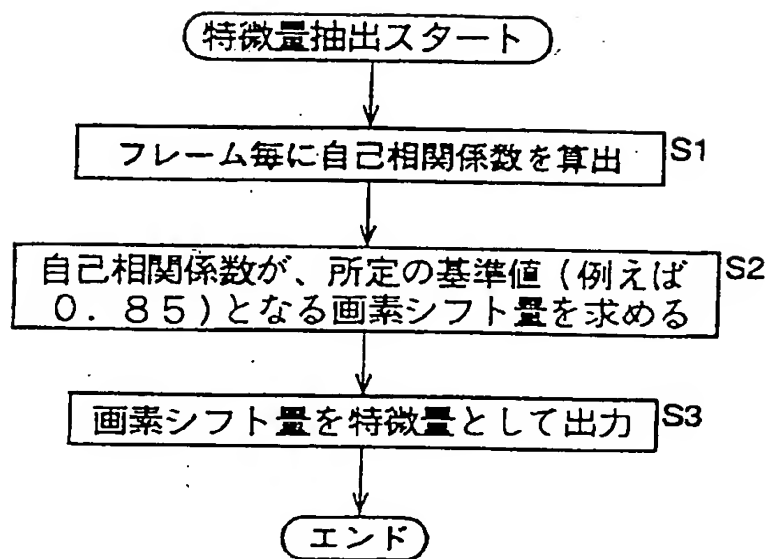 特徴量抽出スタート
フレーム毎に自己相関係数を算出
S1
自己相関係数が、所定の基準値(例えば
0.85)となる画素シフト量を求める
S2
画素シフト量を特徴量として出力
S3
エンド